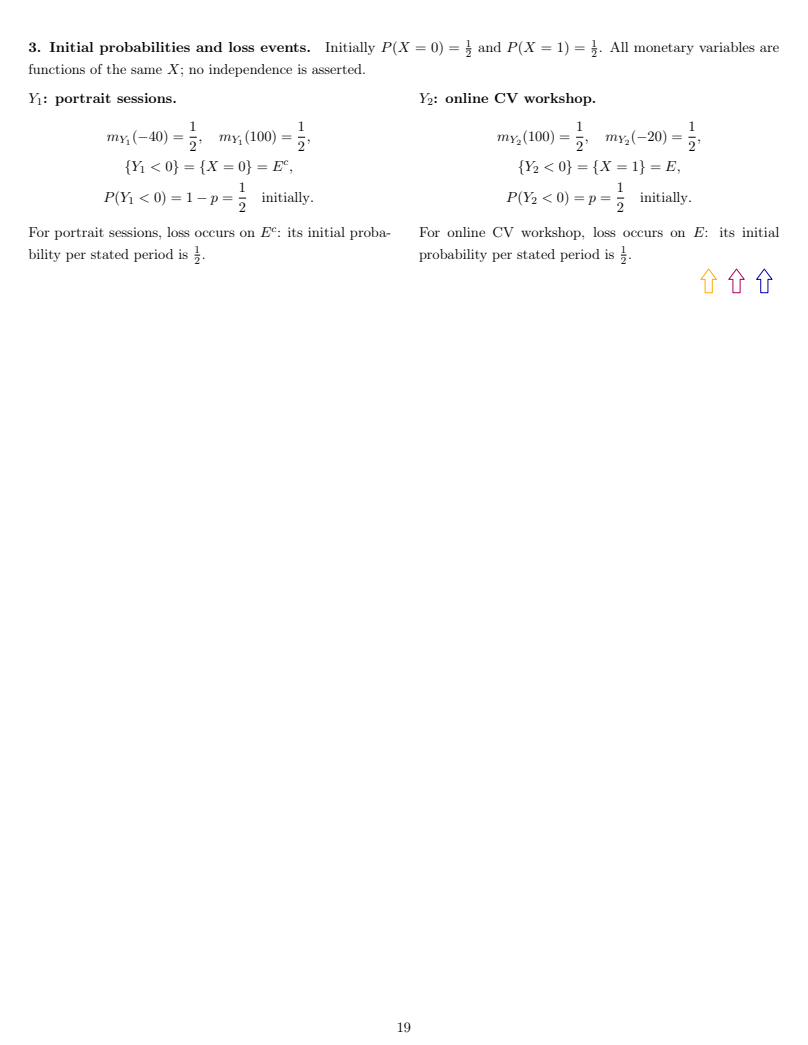 3. Initial probabilities and loss events. Initially P(X = 0) = 1/2 and P(X = 1) = 1/2. All monetary variables are
functions of the same X; no independence is asserted.
Y₁: portrait sessions.
m_{Y₁}(−40) = 1/2, m_{Y₁}(100) = 1/2,
{Y₁ < 0} = {X = 0} = Eᶜ,
P(Y₁ < 0) = 1 − p = 1/2 initially.
For portrait sessions, loss occurs on Eᶜ: its initial proba-
bility per stated period is 1/2.
Y₂: online CV workshop.
m_{Y₂}(100) = 1/2, m_{Y₂}(−20) = 1/2,
{Y₂ < 0} = {X = 1} = E,
P(Y₂ < 0) = p = 1/2 initially.
For online CV workshop, loss occurs on E: its initial
probability per stated period is 1/2.
19